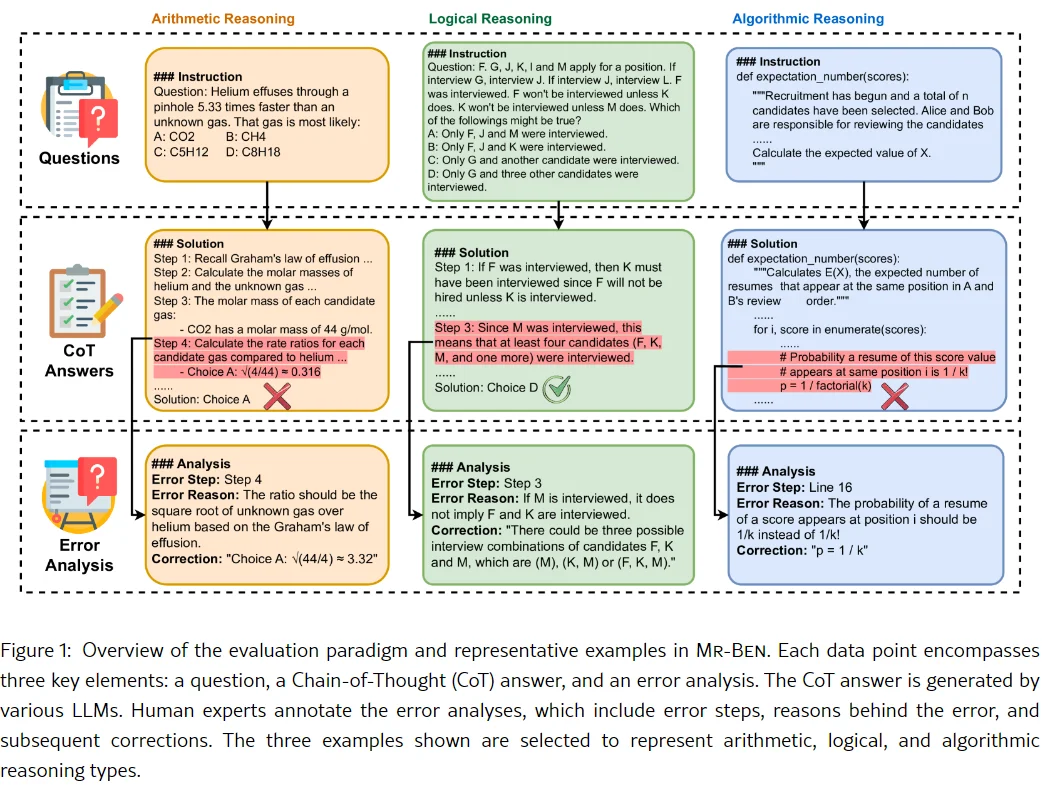 Arithmetic Reasoning
Logical Reasoning
Algorithmic Reasoning
Questions
### Instruction
Question: Helium effuses through a
pinhole 5.33 times faster than an
unknown gas. That gas is most likely:
A: CO2 B: CH4
C: C5H12 D: C8H18
### Instruction
Question: F. G, J, K, I and M apply for a position. If
interview G, interview J. If interview J, interview L. F
was interviewed. F won't be interviewed unless K
does. K won't be interviewed unless M does. Which
of the followings might be true?
A: Only F, J and M were interviewed.
B: Only F, J and K were interviewed.
C: Only G and another candidate were interviewed.
D: Only G and three other candidates were
interviewed.
### Instruction
def expectation_number(scores):
"""Recruitment has begun and a total of n
candidates have been selected. Alice and Bob
are responsible for reviewing the candidates
......
Calculate the expected value of X.
"""
CoT
Answers
### Solution
Step 1: Recall Graham's law of effusion ...
Step 2: Calculate the molar masses of
helium and the unknown gas ...
Step 3: The molar mass of each candidate
gas:
- CO2 has a molar mass of 44 g/mol.
Step 4: Calculate the rate ratios for each
candidate gas compared to helium ...
- Choice A: √(4/44) ≈ 0.316
......
Solution: Choice A
### Solution
Step 1: If F was interviewed, then K must
have been interviewed since F will not be
hired unless K is interviewed.
......
Step 3: Since M was interviewed, this
means that at least four candidates (F, K,
M, and one more) were interviewed.
......
Solution: Choice D
### Solution
def expectation_number(scores):
"""Calculates E(X), the expected number of
resumes that appear at the same position in A and
B's review order."""
......
for i, score in enumerate(scores):
......
# Probability a resume of this score value
# appears at same position i is 1 / k!
p = 1 / factorial(k)
......
Error
Analysis
### Analysis
Error Step: Step 4
Error Reason: The ratio should be the
square root of unknown gas over
helium based on the Graham's law of
effusion.
Correction: "Choice A: √(44/4) ≈ 3.32"
### Analysis
Error Step: Step 3
Error Reason: If M is interviewed, it does
not imply F and K are interviewed.
Correction: "There could be three possible
interview combinations of candidates F, K
and M, which are (M), (K, M) or (F, K, M)."
### Analysis
Error Step: Line 16
Error Reason: The probability of a resume
of a score appears at position i should be
1/k instead of 1/k!
Correction: "p = 1 / k"
Figure 1: Overview of the evaluation paradigm and representative examples in MR-BEN. Each data point encompasses
three key elements: a question, a Chain-of-Thought (CoT) answer, and an error analysis. The CoT answer is generated by
various LLMs. Human experts annotate the error analyses, which include error steps, reasons behind the error, and
subsequent corrections. The three examples shown are selected to represent arithmetic, logical, and algorithmic
reasoning types.